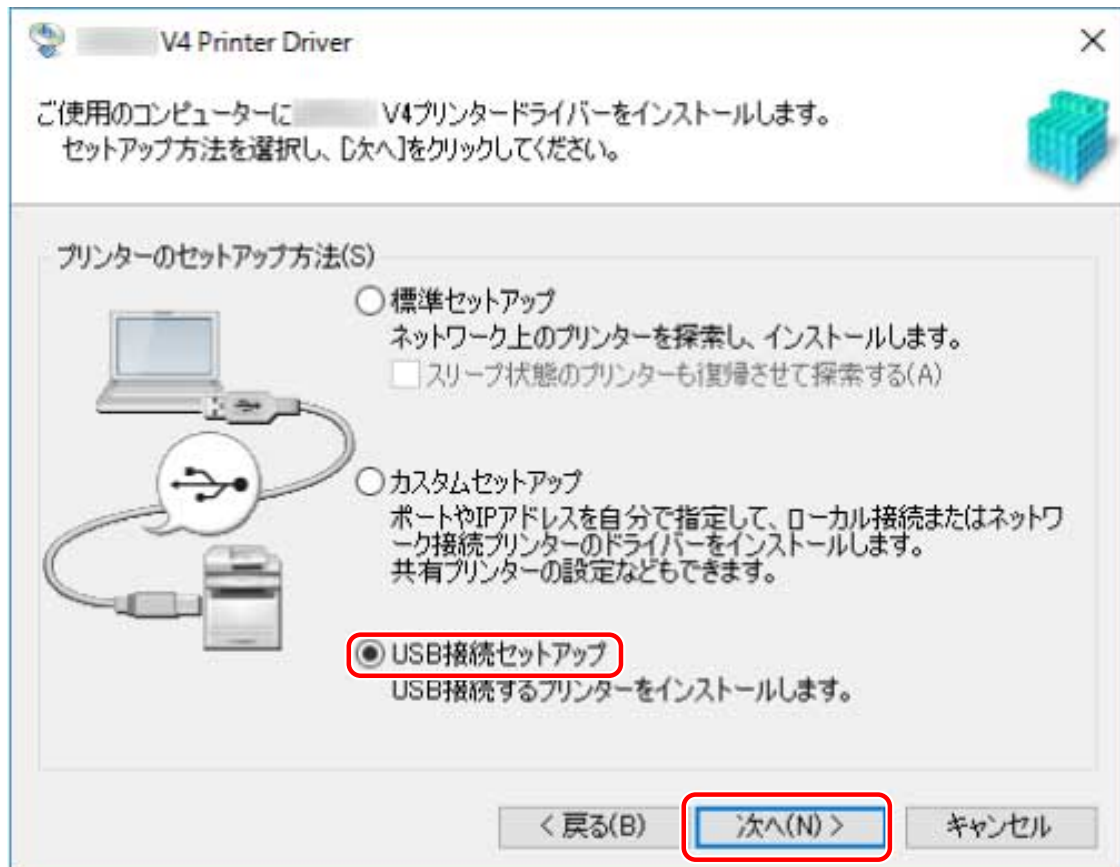 V4 Printer Driver
ご使用のコンピューターに V4プリンタードライバーをインストールします。
セットアップ方法を選択し、[次へ]をクリックしてください。
プリンターのセットアップ方法(S)
標準セットアップ
ネットワーク上のプリンターを探索し、インストールします。
スリープ状態のプリンターも復帰させて探索する(A)
カスタムセットアップ
ポートやIPアドレスを自分で指定して、ローカル接続またはネットワ
ーク接続プリンターのドライバーをインストールします。
共有プリンターの設定などもできます。
USB接続セットアップ
USB接続するプリンターをインストールします。
< 戻る(B)
次へ(N) >
キャンセル